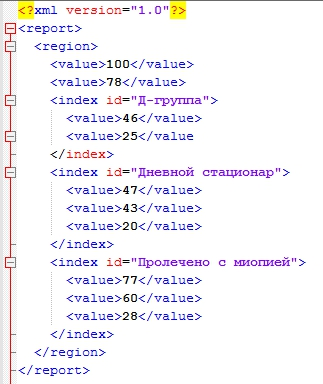 <?xml version="1.0"?>
<report>
<region>
<value>100</value>
<value>78</value>
<index id="Д-группа">
<value>46</value>
<value>25</value
</index>
<index id="Дневной стационар">
<value>47</value>
<value>43</value>
<value>20</value>
</index>
<index id="Пролечено с миопией">
<value>77</value>
<value>60</value>
<value>28</value>
</index>
</region>
</report>